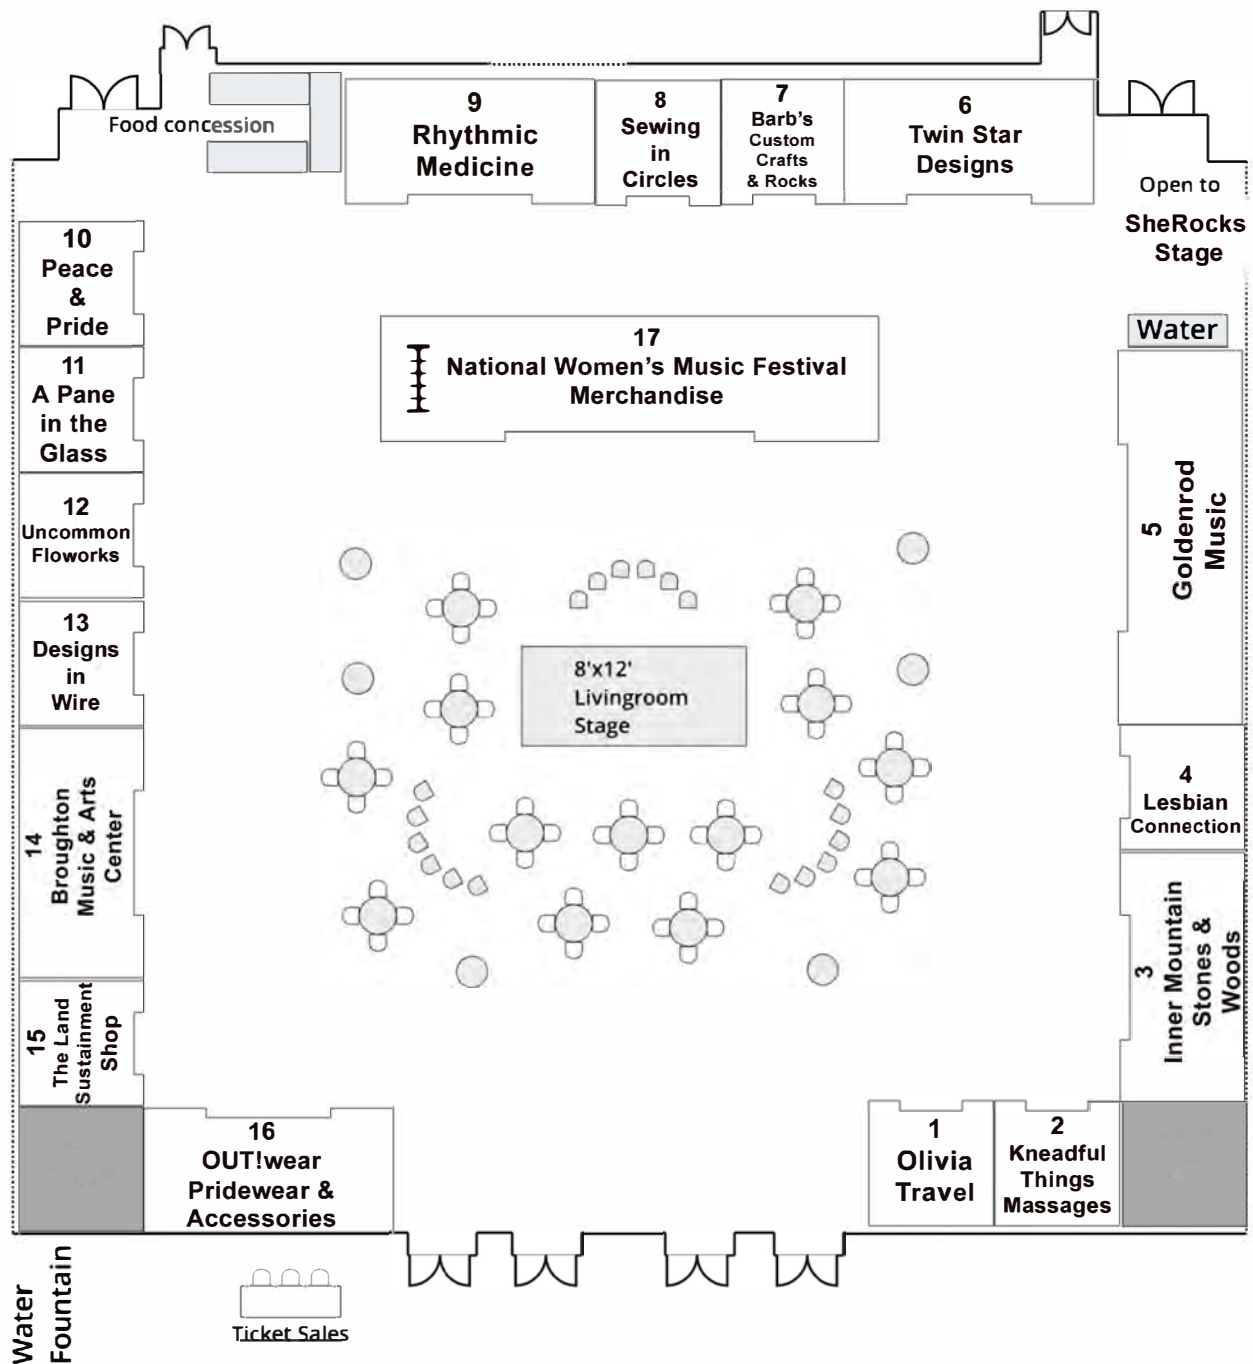 Food concession
9
Rhythmic
Medicine
8
Sewing
in
Circles
7
Barb's
Custom
Crafts
& Rocks
6
Twin Star
Designs
Open to
SheRocks
Stage
Water
10
Peace
&
Pride
11
A Pane
in the
Glass
12
Uncommon
Floworks
13
Designs
in
Wire
14
Broughton
Music & Arts
Center
15
The Land
Sustainment
Shop
17
National Women's Music Festival
Merchandise
8'x12'
Livingroom
Stage
5
Goldenrod
Music
4
Lesbian
Connection
3
Inner Mountain
Stones &
Woods
16
OUT!wear
Pridewear &
Accessories
1
Olivia
Travel
2
Kneadful
Things
Massages
Water
Fountain
Ticket Sales